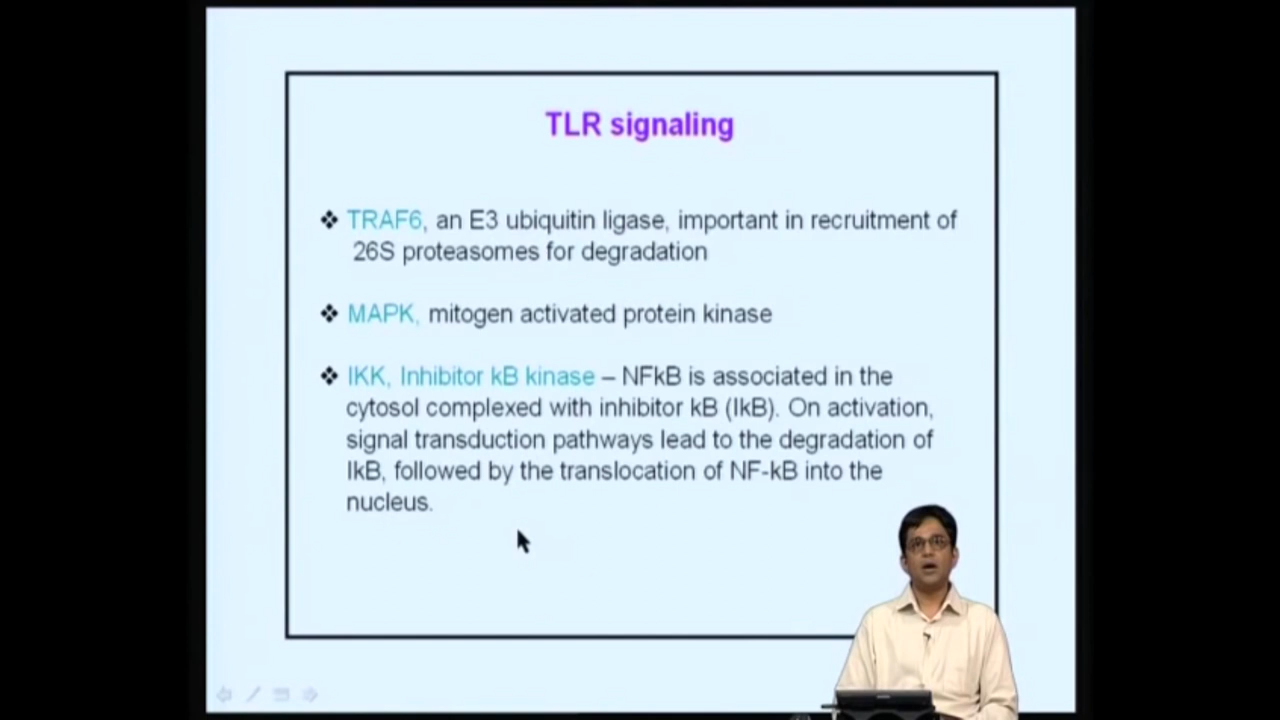 TLR signaling
❖ TRAF6, an E3 ubiquitin ligase, important in recruitment of
26S proteasomes for degradation
❖ MAPK, mitogen activated protein kinase
❖ IKK, Inhibitor kB kinase – NFkB is associated in the
cytosol complexed with inhibitor kB (IkB). On activation,
signal transduction pathways lead to the degradation of
IkB, followed by the translocation of NF-kB into the
nucleus.